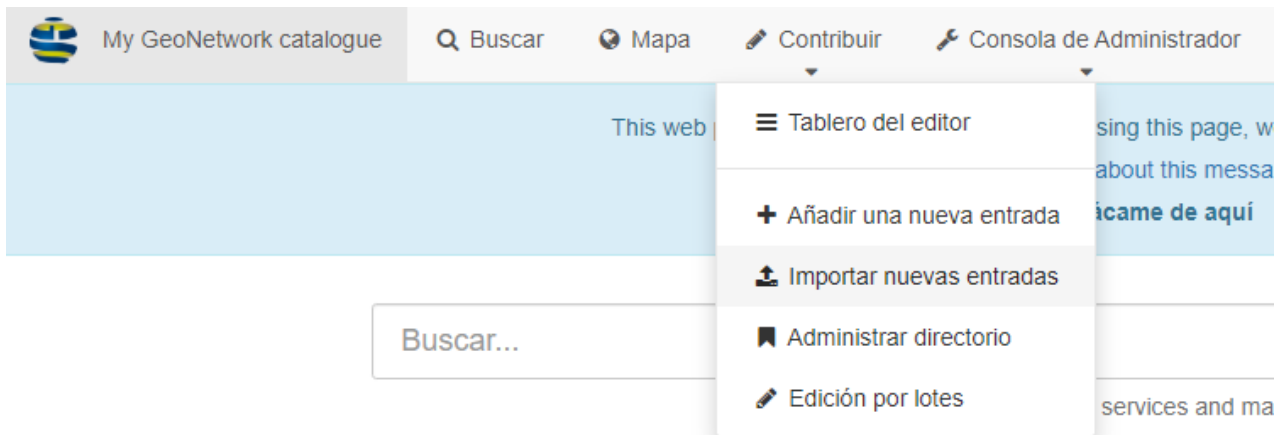 My GeoNetwork catalogue Buscar Mapa Contribuir Consola de Administrador
This web
Tablero del editor
sing this page, w
about this messa
Añadir una nueva entrada
ácame de aquí
Importar nuevas entradas
Buscar...
Administrar directorio
Edición por lotes
services and ma